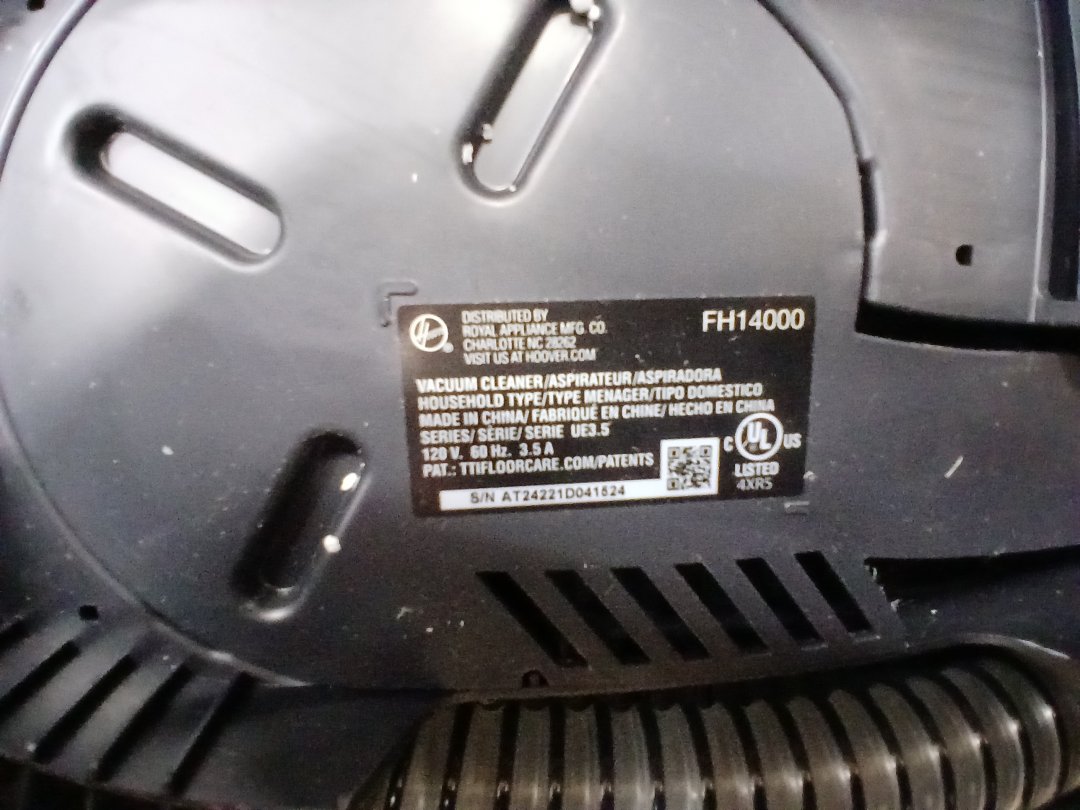 DISTRIBUTED BY
ROYAL APPLIANCE MFG. CO.
CHARLOTTE NC 28262
VISIT US AT HOOVER.COM
FH14000
VACUUM CLEANER/ASPIRATEUR/ASPIRADORA
HOUSEHOLD TYPE/TYPE MENAGER/TIPO DOMESTICO
MADE IN CHINA/ FABRIQUÉ EN CHINE/ HECHO EN CHINA
SERIES/ SÉRIE/ SERIE UE3.5
120 V. 60 Hz. 3.5 A
PAT.: TTIFLOORCARE.COM/PATENTS
C UL US
LISTED
4XR5
S/N AT24221D041524